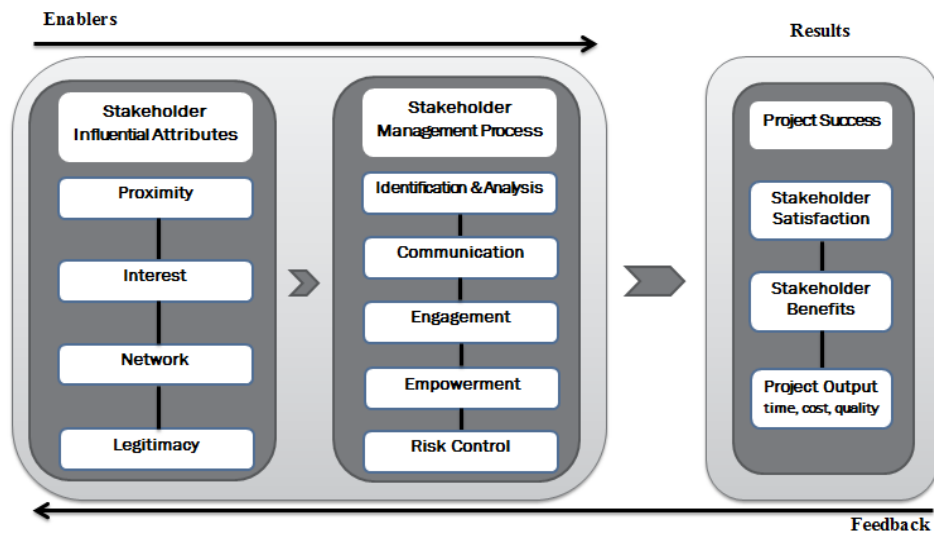 Enablers
Results
Stakeholder
Influential Attributes
Proximity
Interest
Network
Legitimacy
Stakeholder
Management Process
Identification & Analysis
Communication
Engagement
Empowerment
Risk Control
Project Success
Stakeholder
Satisfaction
Stakeholder
Benefits
Project Output
time, cost, quality
Feedback